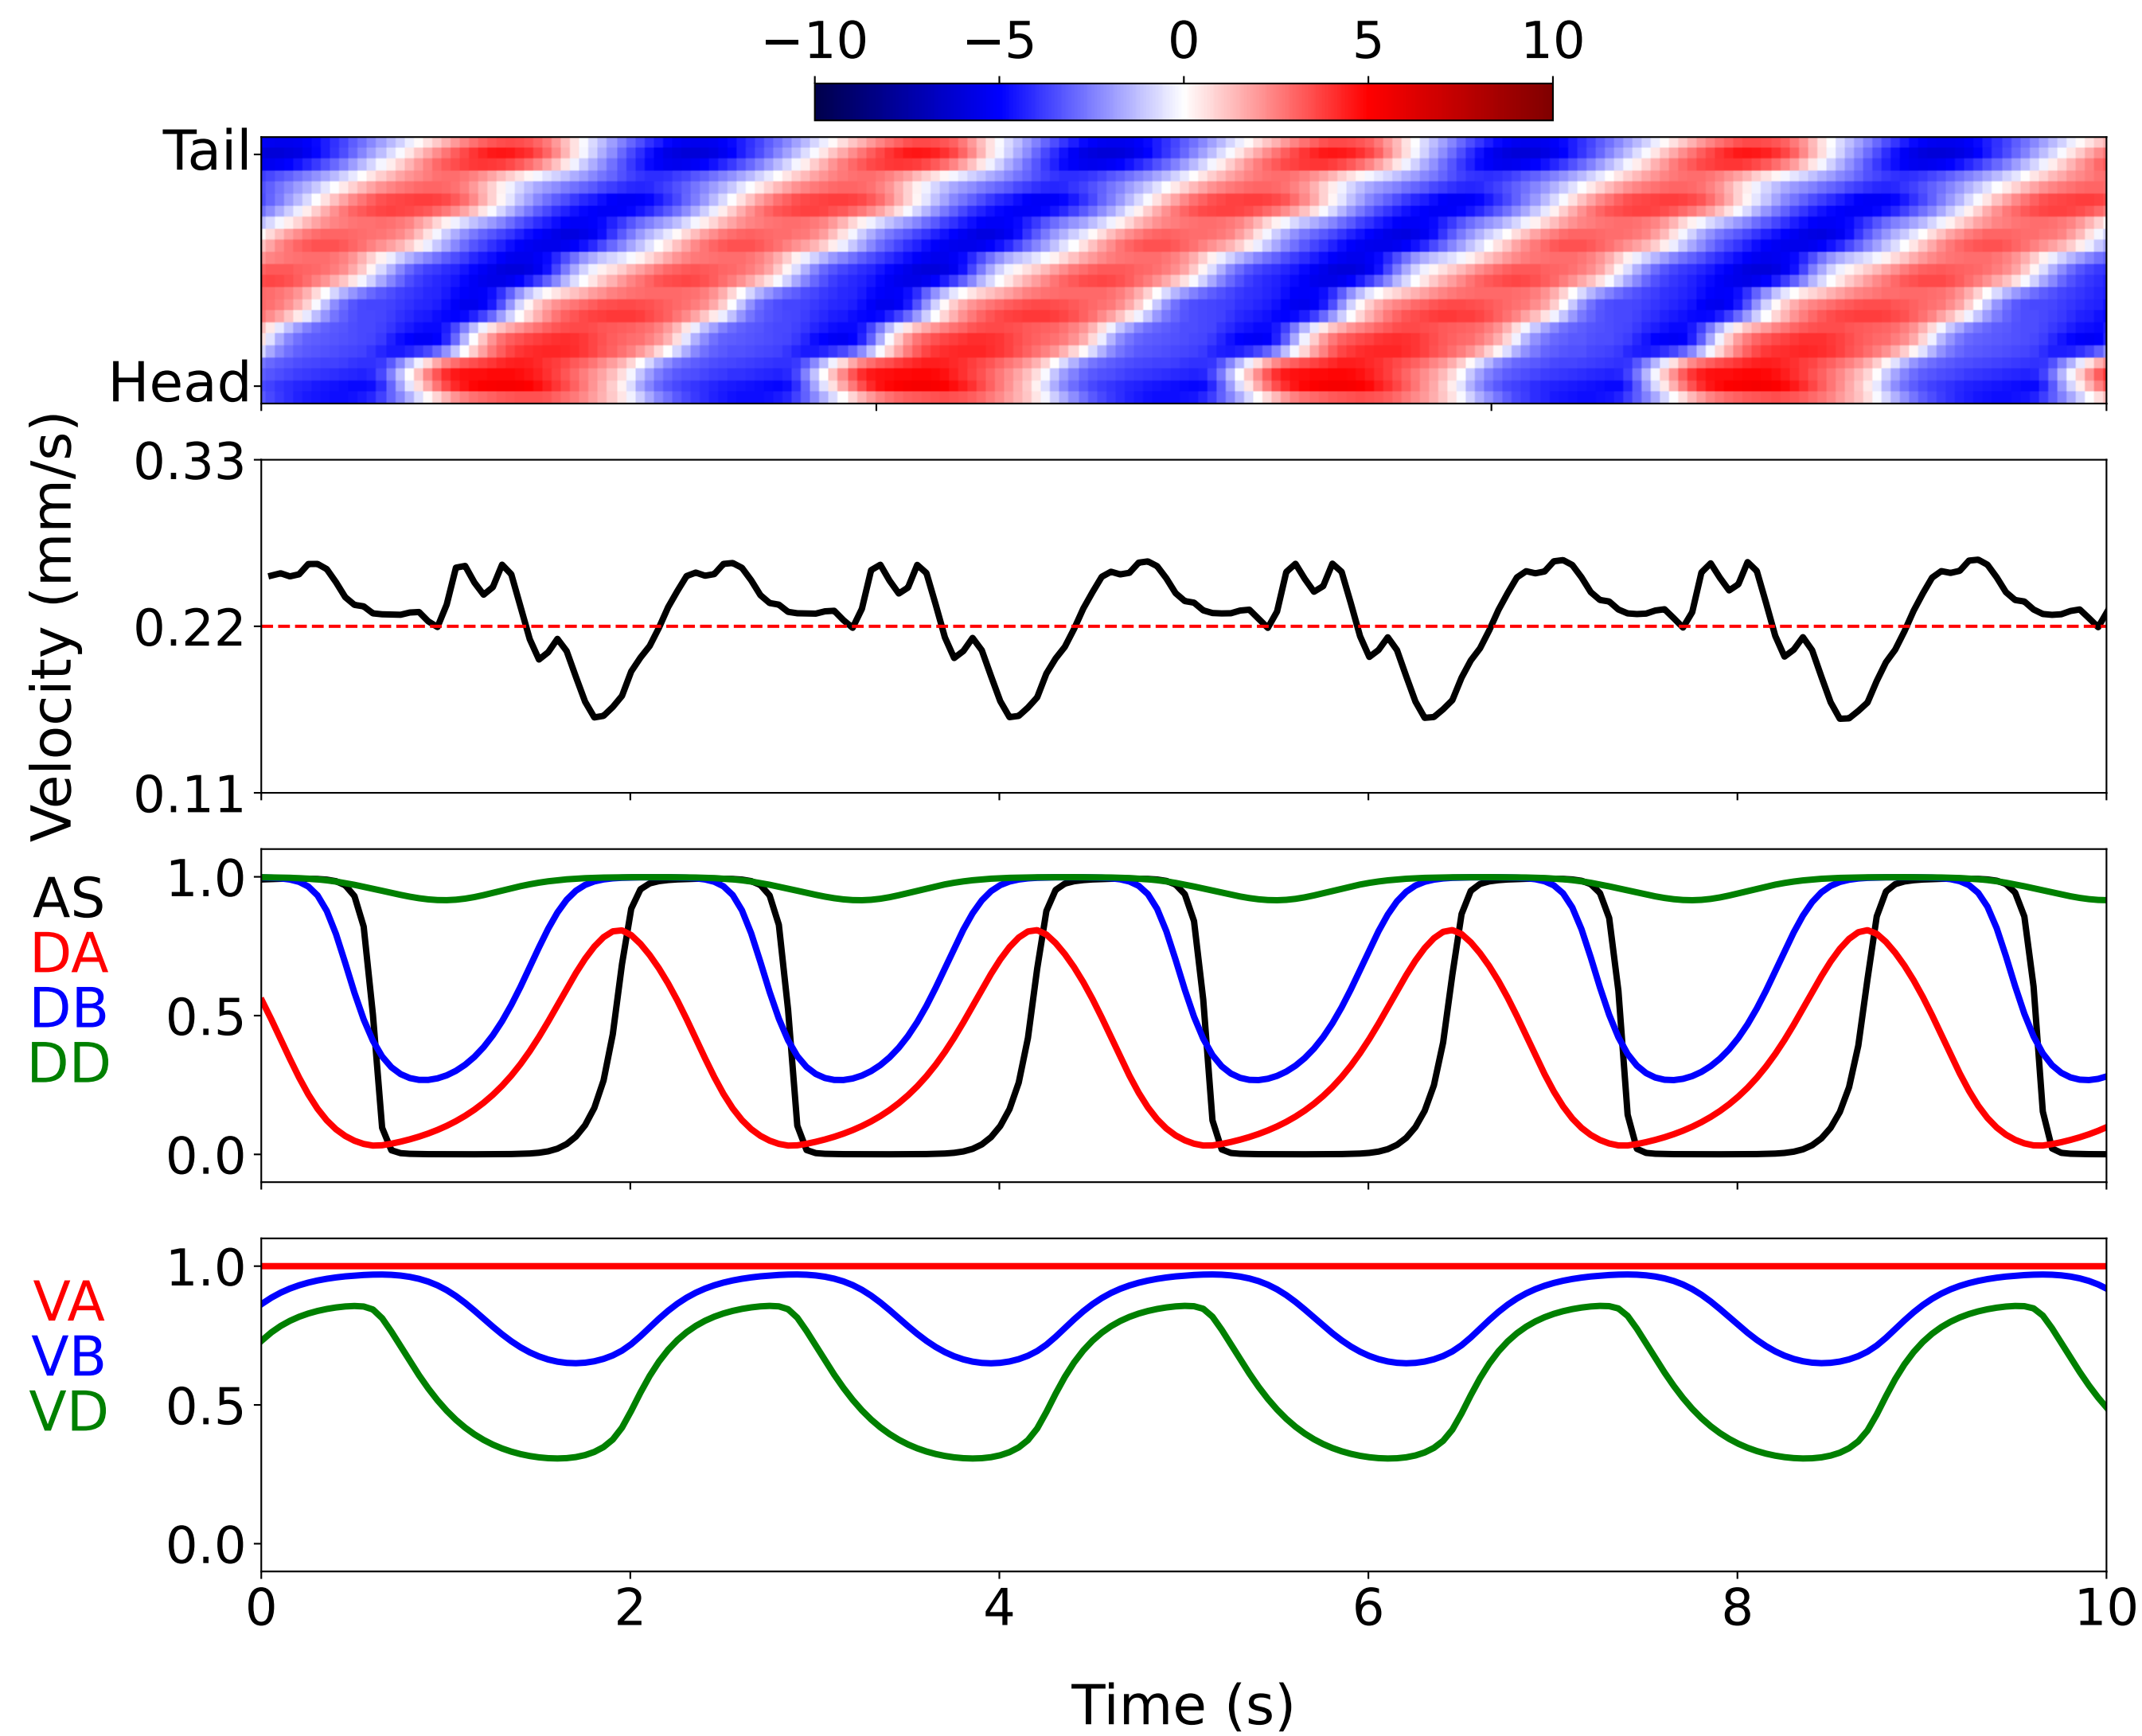 −10 −5 0 5 10
Tail
Head
Velocity (mm/s)
0.33
0.22
0.11
AS
DA
DB
DD
1.0
0.5
0.0
VA
VB
VD
1.0
0.5
0.0
0 2 4 6 8 10
Time (s)